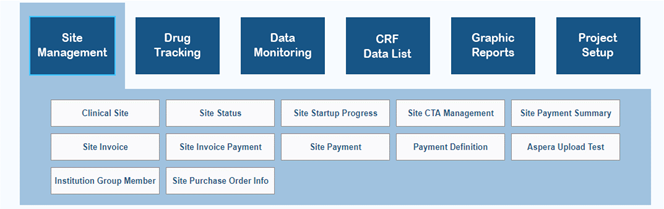 Site
Management
Drug
Tracking
Data
Monitoring
CRF
Data List
Graphic
Reports
Project
Setup
Clinical Site
Site Status
Site Startup Progress
Site CTA Management
Site Payment Summary
Site Invoice
Site Invoice Payment
Site Payment
Payment Definition
Aspera Upload Test
Institution Group Member
Site Purchase Order Info